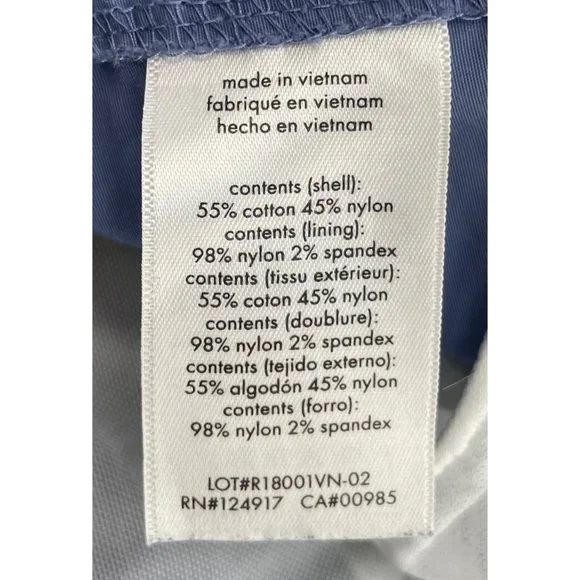 made in vietnam
fabriqué en vietnam
hecho en vietnam
contents (shell):
55% cotton 45% nylon
contents (lining):
98% nylon 2% spandex
contents (tissu extérieur):
55% coton 45% nylon
contents (doublure):
98% nylon 2% spandex
contents (tejido externo):
55% algodón 45% nylon
contents (forro):
98% nylon 2% spandex
LOT#R18001VN-02
RN#124917 CA#00985